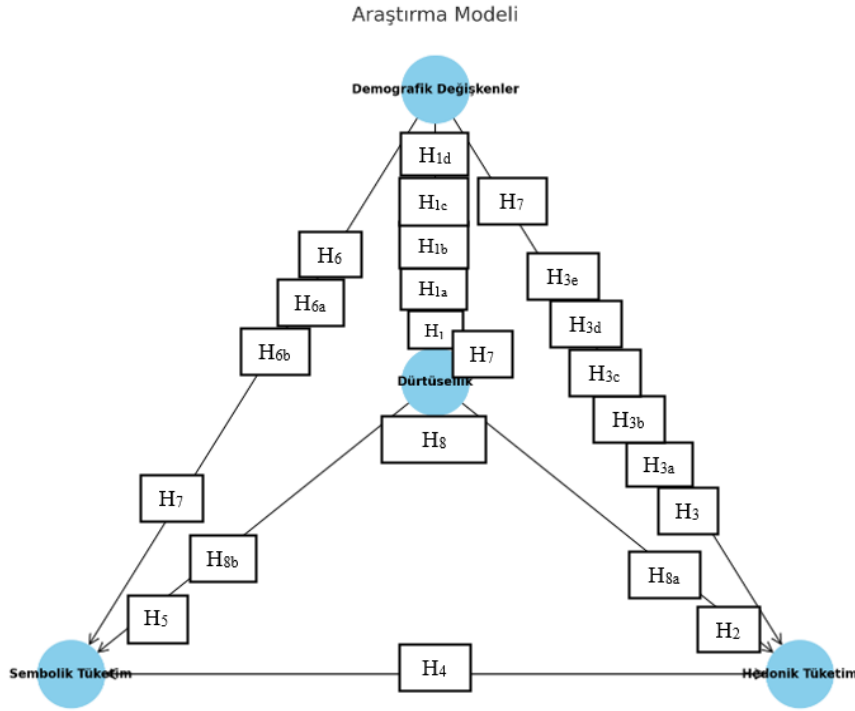 Araştırma Modeli
Demografik Değişkenler
H1d
H1c
H7
H1b
H6
H3e
H1a
H6a
H3d
H1
H7
H6b
H3c
Dürtüsellik
H3b
H8
H3a
H7
H3
H8b
H8a
H5
H2
Sembolik Tüketim
H4
Hedonik Tüketim